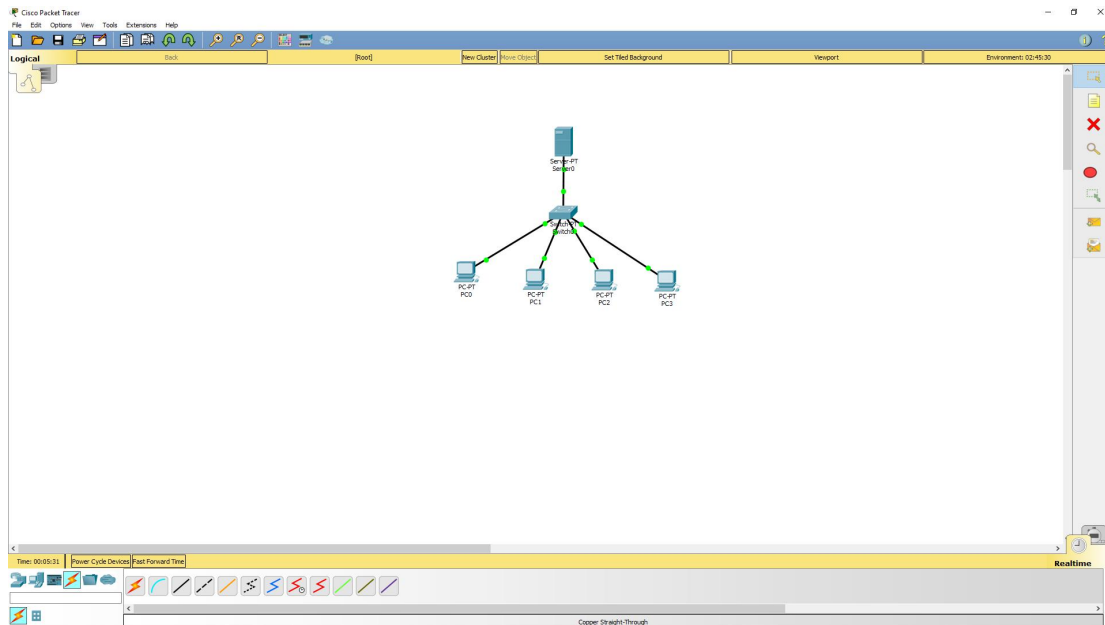 Cisco Packet Tracer
File Edit Options View Tools Extensions Help
Logical Back [Root] New Cluster Move Object Set Tiled Background Viewport Environment: 02:45:30
Server-PT
Server0
Switch-PT
Switch0
PC-PT
PC0
PC-PT
PC1
PC-PT
PC2
PC-PT
PC3
Time: 00:05:31 Power Cycle Devices Fast Forward Time
Realtime
Copper Straight-Through